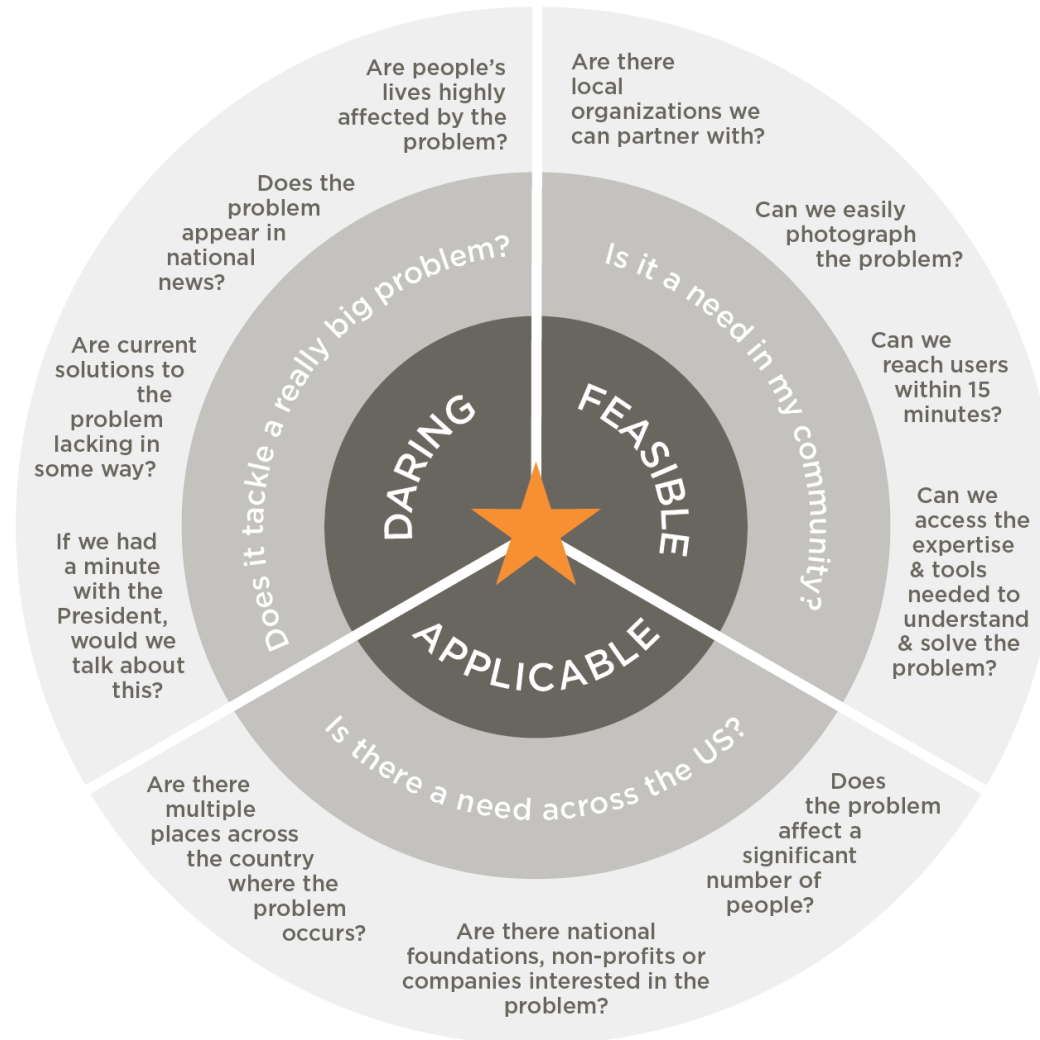 Are people's
lives highly
affected by the
problem?
Does the
problem
appear in
national
news?
Are current
solutions to
the
problem
lacking in
some way?
If we had
a minute
with the
President,
would we
talk about
this?
Does it tackle a really big problem?
DARING
Are there
local
organizations we
can partner with?
Can we easily
photograph
the problem?
Can we
reach users
within 15
minutes?
Can we
access the
expertise
& tools
needed to
understand
& solve the
problem?
Is it a need in my community?
FEASIBLE
APPLICABLE
Is there a need across the US?
Are there
multiple
places across
the country
where the
problem
occurs?
Are there national
foundations, non-profits or
companies interested in the
problem?
Does
the problem
affect a
significant
number of
people?